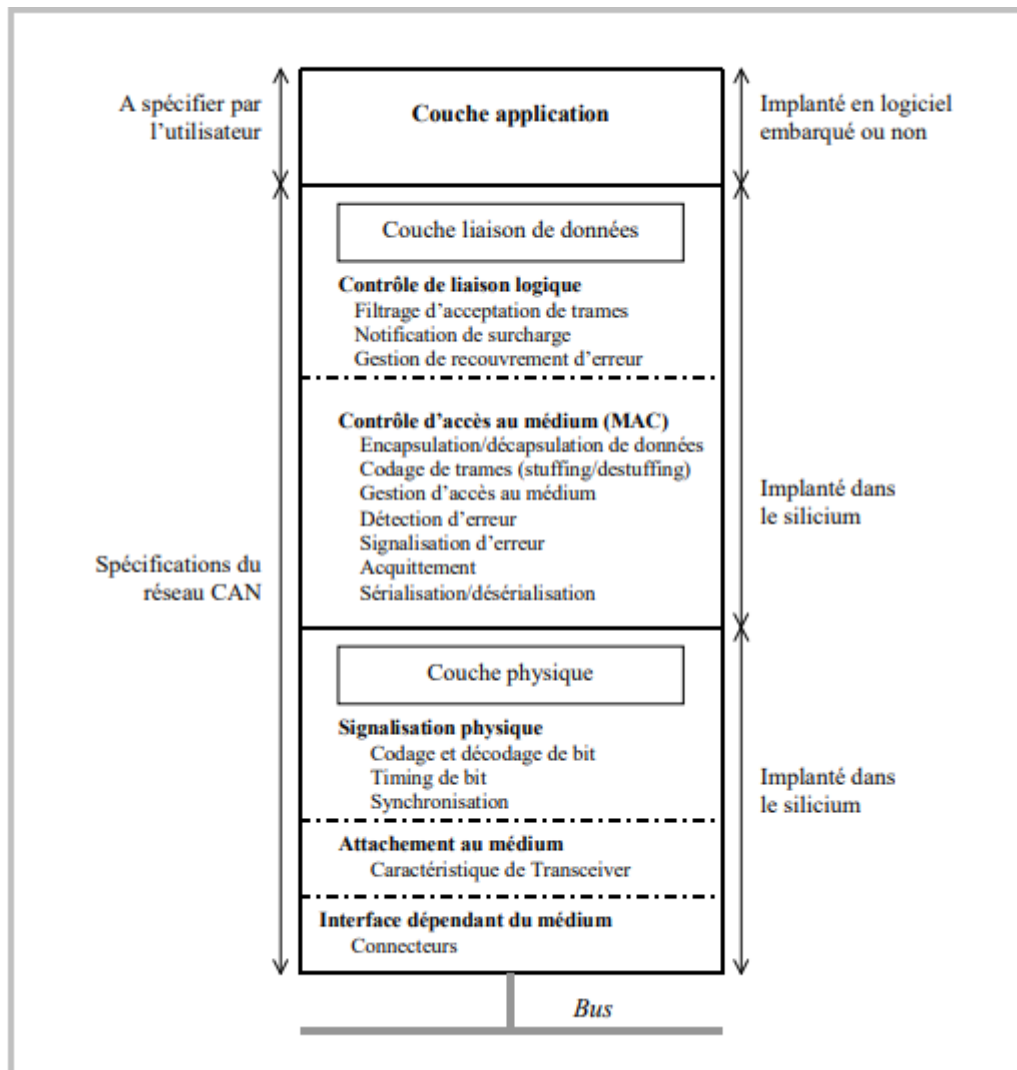 A spécifier par
l'utilisateur
Couche application
Implanté en logiciel
embarqué ou non
Couche liaison de données
Contrôle de liaison logique
Filtrage d'acceptation de trames
Notification de surcharge
Gestion de recouvrement d'erreur
Contrôle d'accès au médium (MAC)
Encapsulation/décapsulation de données
Codage de trames (stuffing/destuffing)
Gestion d'accès au médium
Détection d'erreur
Signalisation d'erreur
Acquittement
Sérialisation/désérialisation
Implanté dans
le silicium
Spécifications du
réseau CAN
Couche physique
Signalisation physique
Codage et décodage de bit
Timing de bit
Synchronisation
Implanté dans
le silicium
Attachement au médium
Caractéristique de Transceiver
Interface dépendant du médium
Connecteurs
Bus